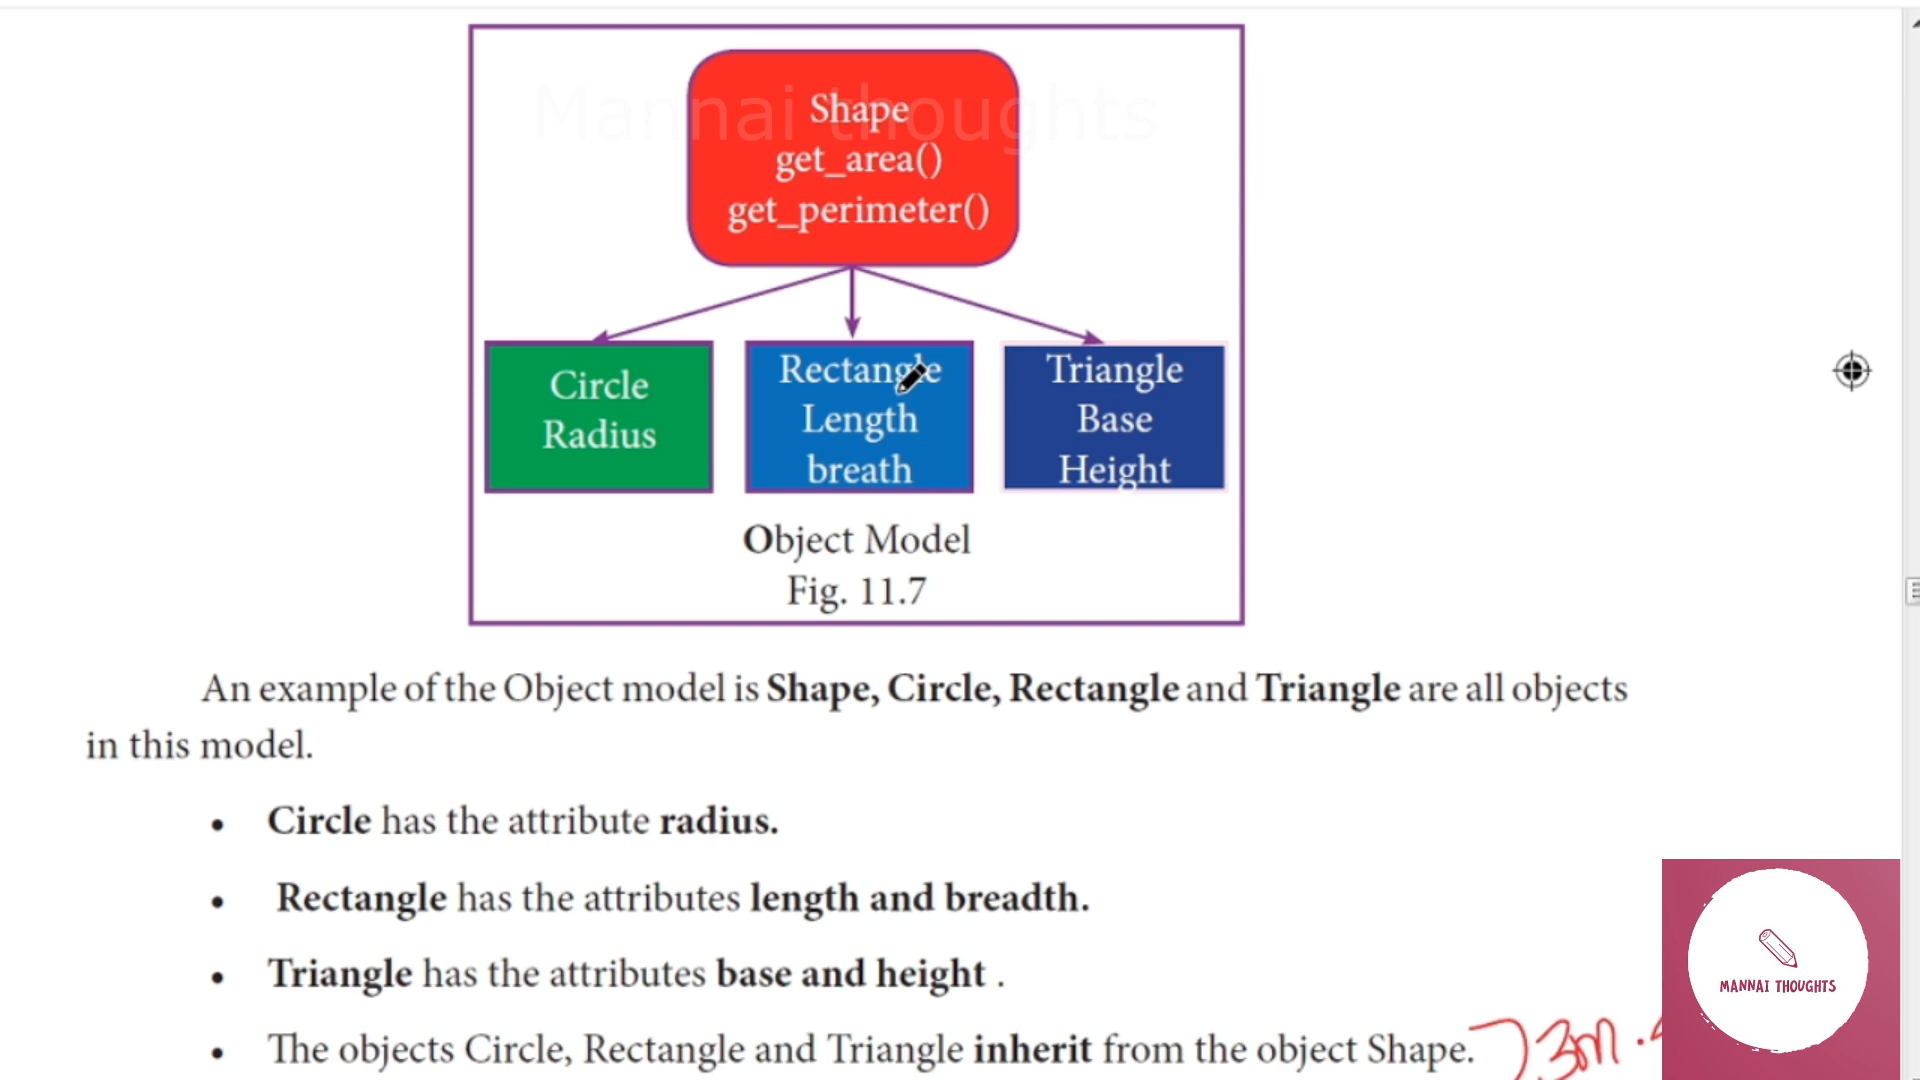 Mannai thoughts
Shape
get_area()
get_perimeter()
Circle
Radius
Rectangle
Length
breath
Triangle
Base
Height
Object Model
Fig. 11.7
An example of the Object model is Shape, Circle, Rectangle and Triangle are all objects
in this model.
• Circle has the attribute radius.
• Rectangle has the attributes length and breadth.
• Triangle has the attributes base and height .
• The objects Circle, Rectangle and Triangle inherit from the object Shape.
MANNAI THOUGHTS